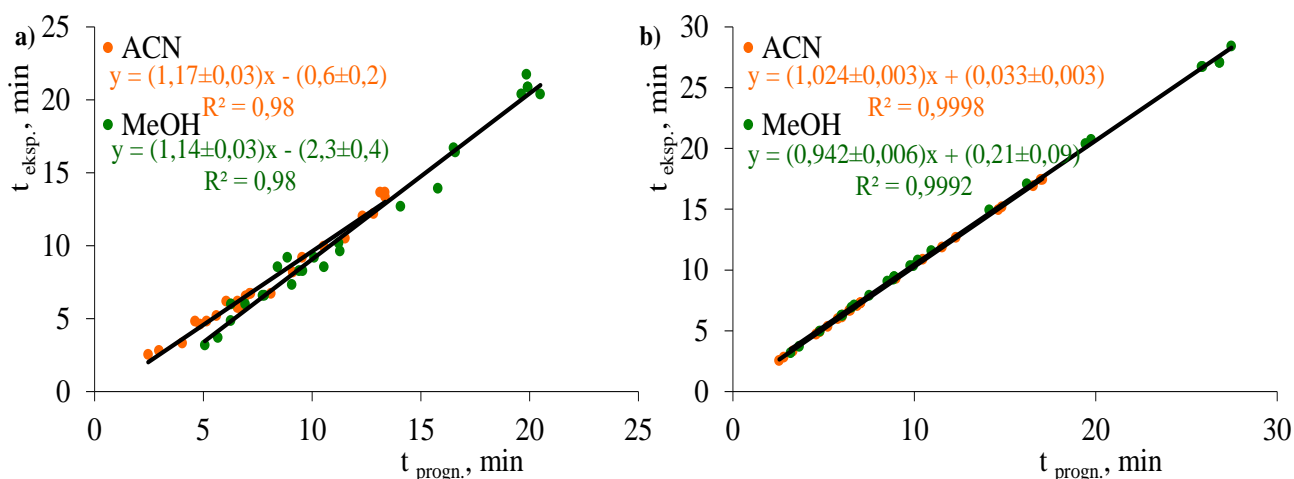 a)
ACN
y = (1,17±0,03)x - (0,6±0,2)
R² = 0,98
MeOH
y = (1,14±0,03)x - (2,3±0,4)
R² = 0,98
t eksp., min
25
20
15
10
5
0
0 5 10 15 20 25
t progn., min
b)
ACN
y = (1,024±0,003)x + (0,033±0,003)
R² = 0,9998
MeOH
y = (0,942±0,006)x + (0,21±0,09)
R² = 0,9992
t eksp., min
30
25
20
15
10
5
0
0 10 20 30
t progn., min